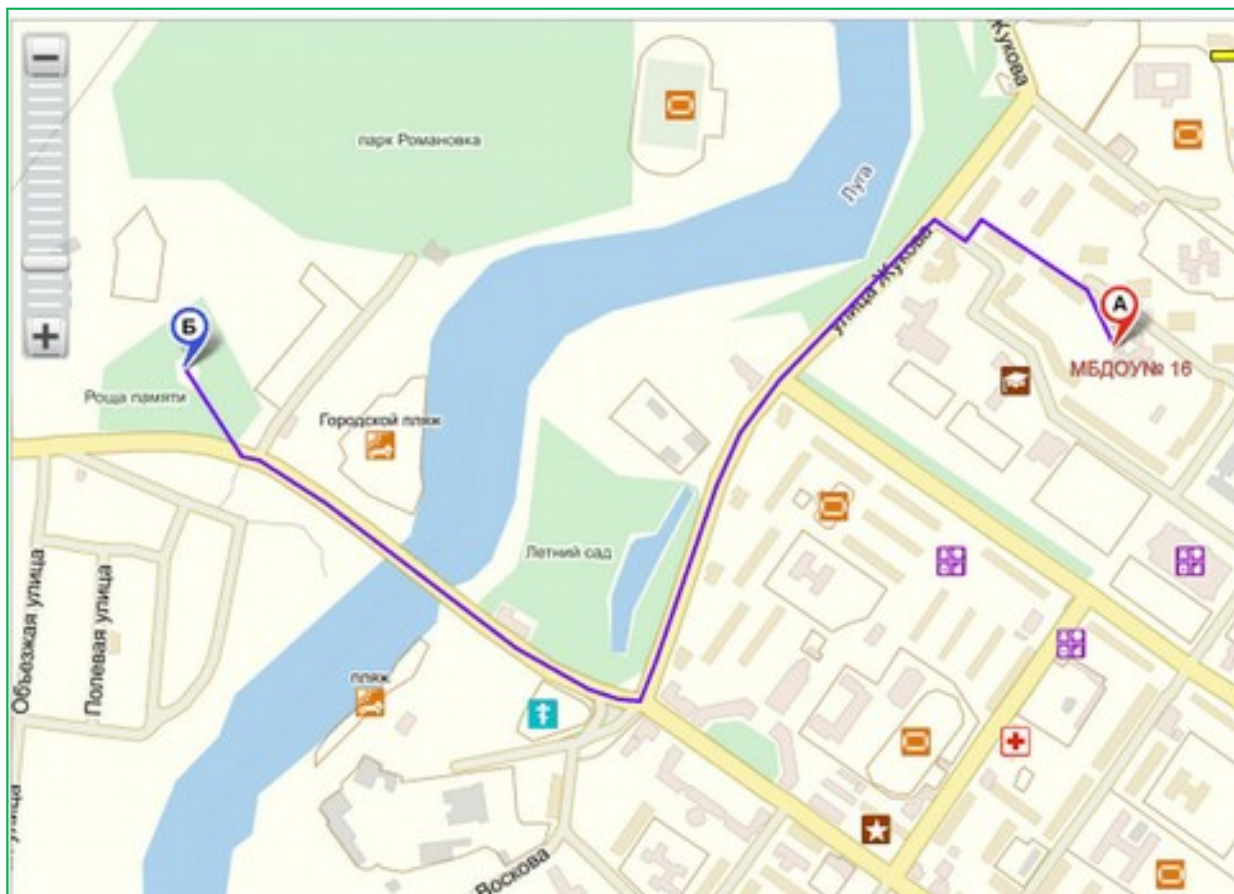 Жукова
парк Романовка
Луга
улица Жукова
А
МБДОУ№ 16
Б
Роща памяти
Городской пляж
Летний сад
Объезжая улица
Полевая улица
пляж
Воскова